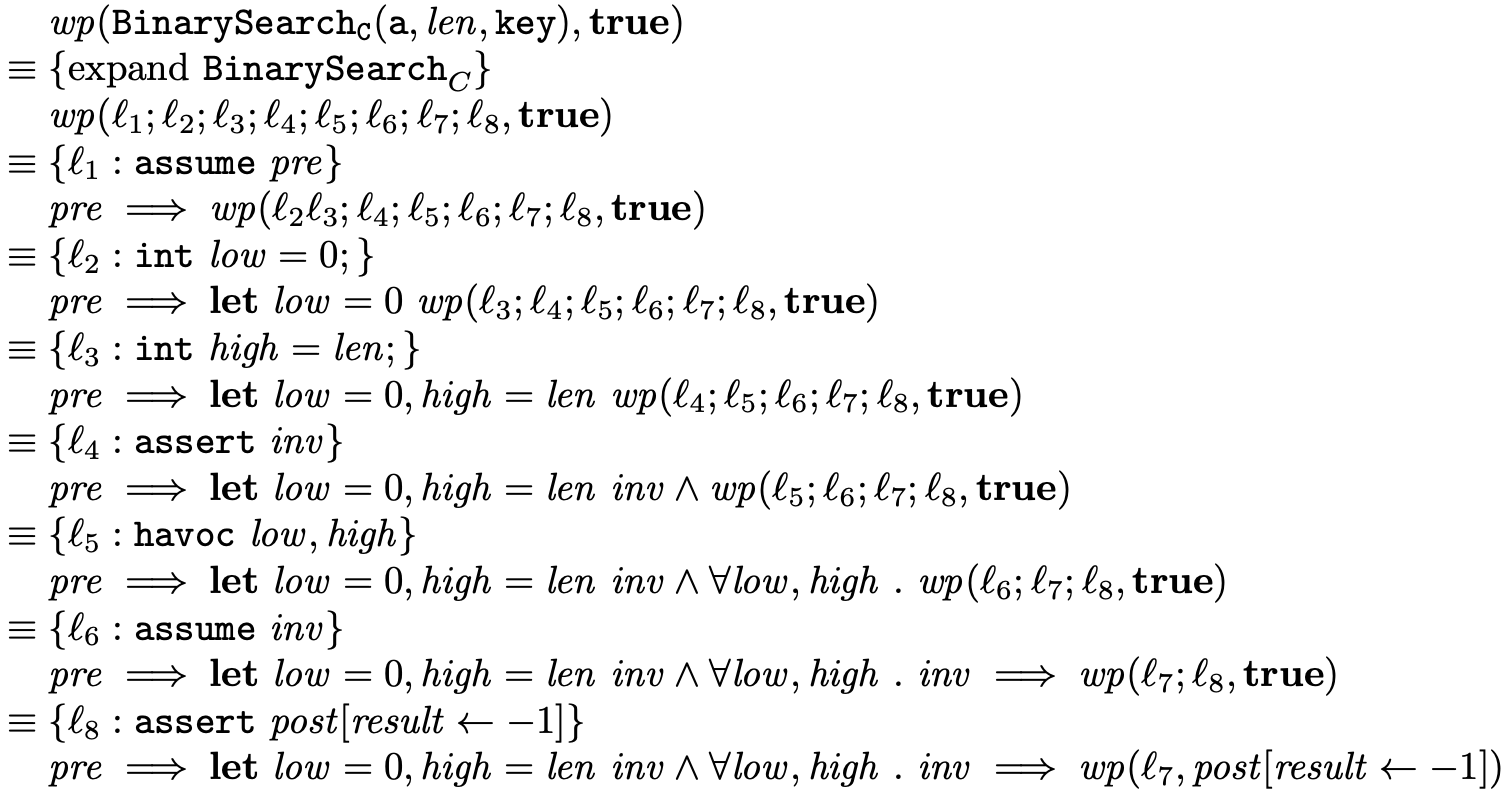 wp(BinarySearch_C(a, len, key), true)
≡ {expand BinarySearch_C}
wp(ℓ₁; ℓ₂; ℓ₃; ℓ₄; ℓ₅; ℓ₆; ℓ₇; ℓ₈, true)
≡ {ℓ₁ : assume pre}
pre ⟹ wp(ℓ₂ℓ₃; ℓ₄; ℓ₅; ℓ₆; ℓ₇; ℓ₈, true)
≡ {ℓ₂ : int low = 0; }
pre ⟹ let low = 0 wp(ℓ₃; ℓ₄; ℓ₅; ℓ₆; ℓ₇; ℓ₈, true)
≡ {ℓ₃ : int high = len; }
pre ⟹ let low = 0, high = len wp(ℓ₄; ℓ₅; ℓ₆; ℓ₇; ℓ₈, true)
≡ {ℓ₄ : assert inv}
pre ⟹ let low = 0, high = len inv ∧ wp(ℓ₅; ℓ₆; ℓ₇; ℓ₈, true)
≡ {ℓ₅ : havoc low, high}
pre ⟹ let low = 0, high = len inv ∧ ∀low, high . wp(ℓ₆; ℓ₇; ℓ₈, true)
≡ {ℓ₆ : assume inv}
pre ⟹ let low = 0, high = len inv ∧ ∀low, high . inv ⟹ wp(ℓ₇; ℓ₈, true)
≡ {ℓ₈ : assert post[result ← −1]}
pre ⟹ let low = 0, high = len inv ∧ ∀low, high . inv ⟹ wp(ℓ₇, post[result ← −1])